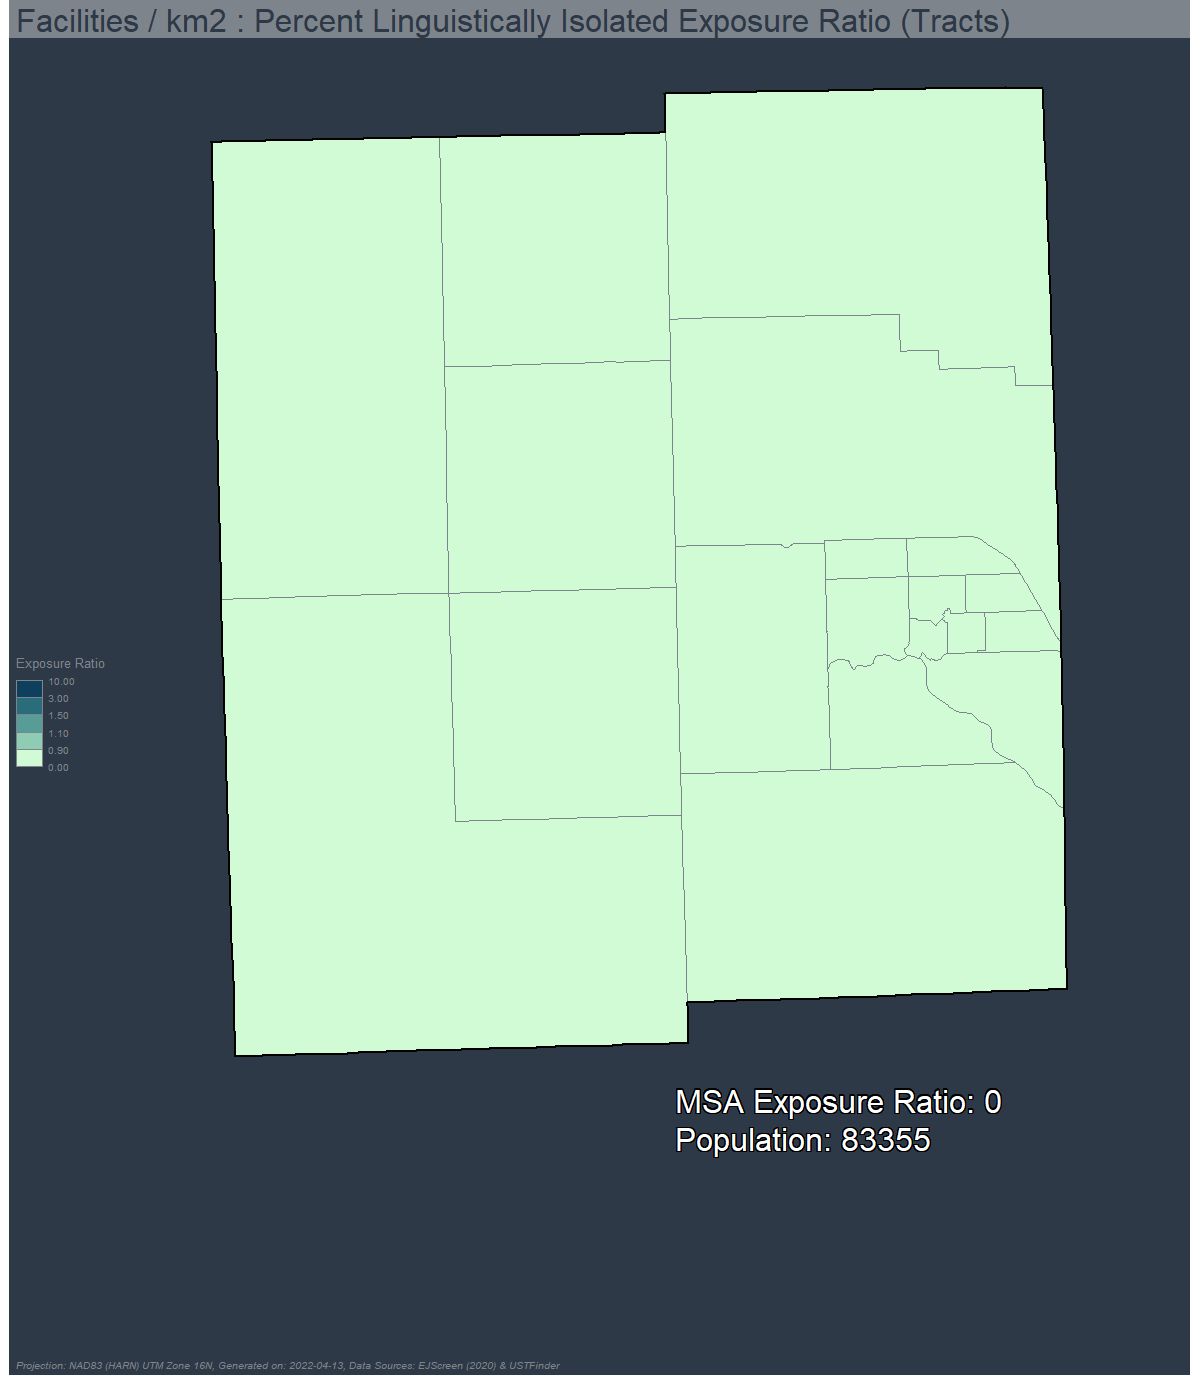 Facilities / km2 : Percent Linguistically Isolated Exposure Ratio (Tracts)
Exposure Ratio
10.00
3.00
1.50
1.10
0.90
0.00
MSA Exposure Ratio: 0
Population: 83355
Projection: NAD83 (HARN) UTM Zone 16N, Generated on: 2022-04-13, Data Sources: EJScreen (2020) & USTFinder